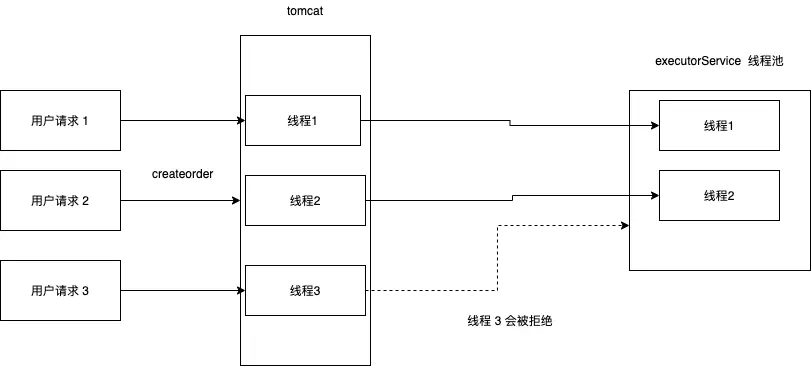 tomcat
executorService 线程池
用户请求 1
线程1
线程1
createorder
用户请求 2
线程2
线程2
用户请求 3
线程3
线程 3 会被拒绝